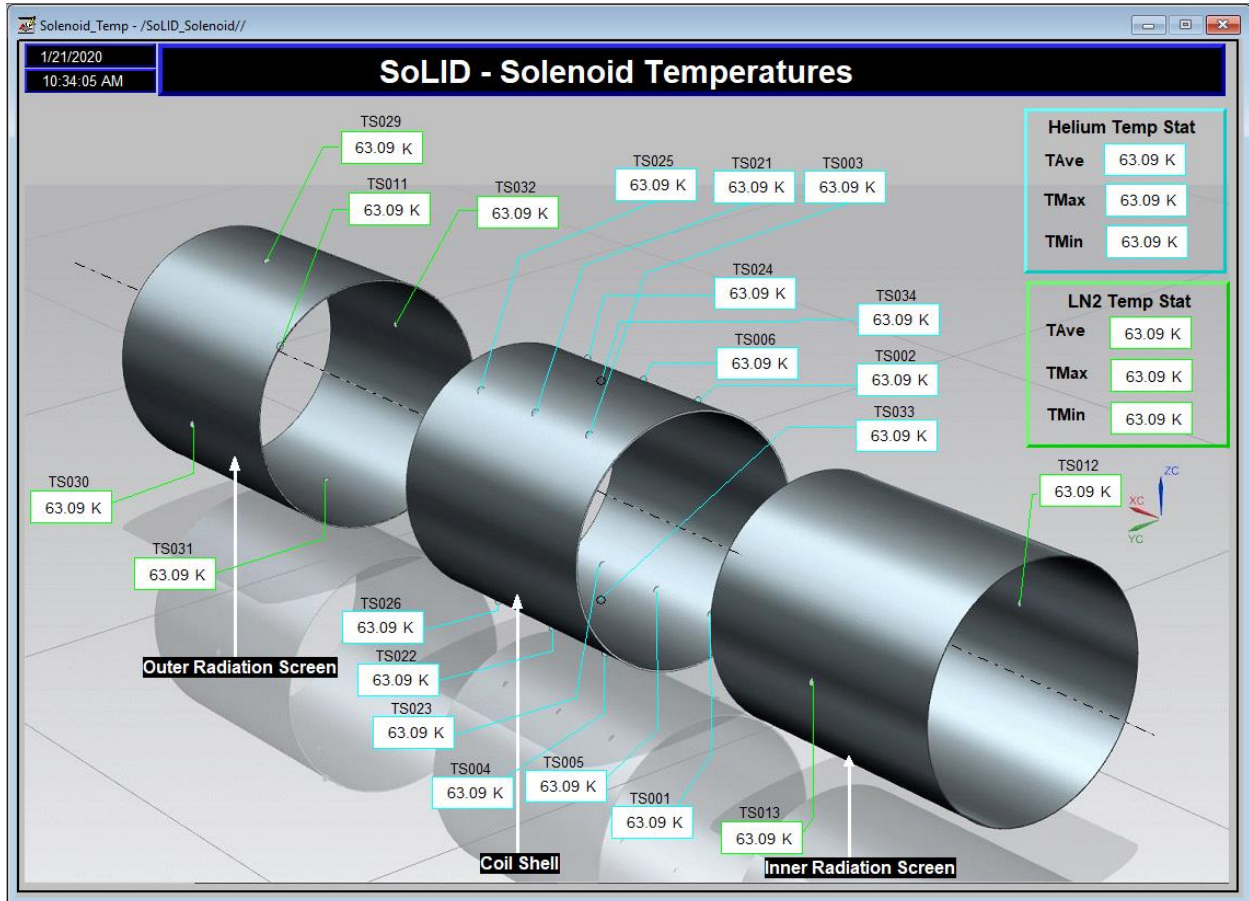 Solenoid_Temp - /SoLID_Solenoid//
1/21/2020
10:34:05 AM
SoLID - Solenoid Temperatures
TS029
63.09 K
TS011
63.09 K
TS032
63.09 K
TS025
63.09 K
TS021
63.09 K
TS003
63.09 K
TS024
63.09 K
TS034
63.09 K
TS006
63.09 K
TS002
63.09 K
TS033
63.09 K
Helium Temp Stat
TAve 63.09 K
TMax 63.09 K
TMin 63.09 K
LN2 Temp Stat
TAve 63.09 K
TMax 63.09 K
TMin 63.09 K
TS012
63.09 K
ZC
XC
YC
TS030
63.09 K
TS031
63.09 K
TS026
63.09 K
TS022
63.09 K
TS023
63.09 K
TS004
63.09 K
TS005
63.09 K
TS001
63.09 K
TS013
63.09 K
Outer Radiation Screen
Coil Shell
Inner Radiation Screen